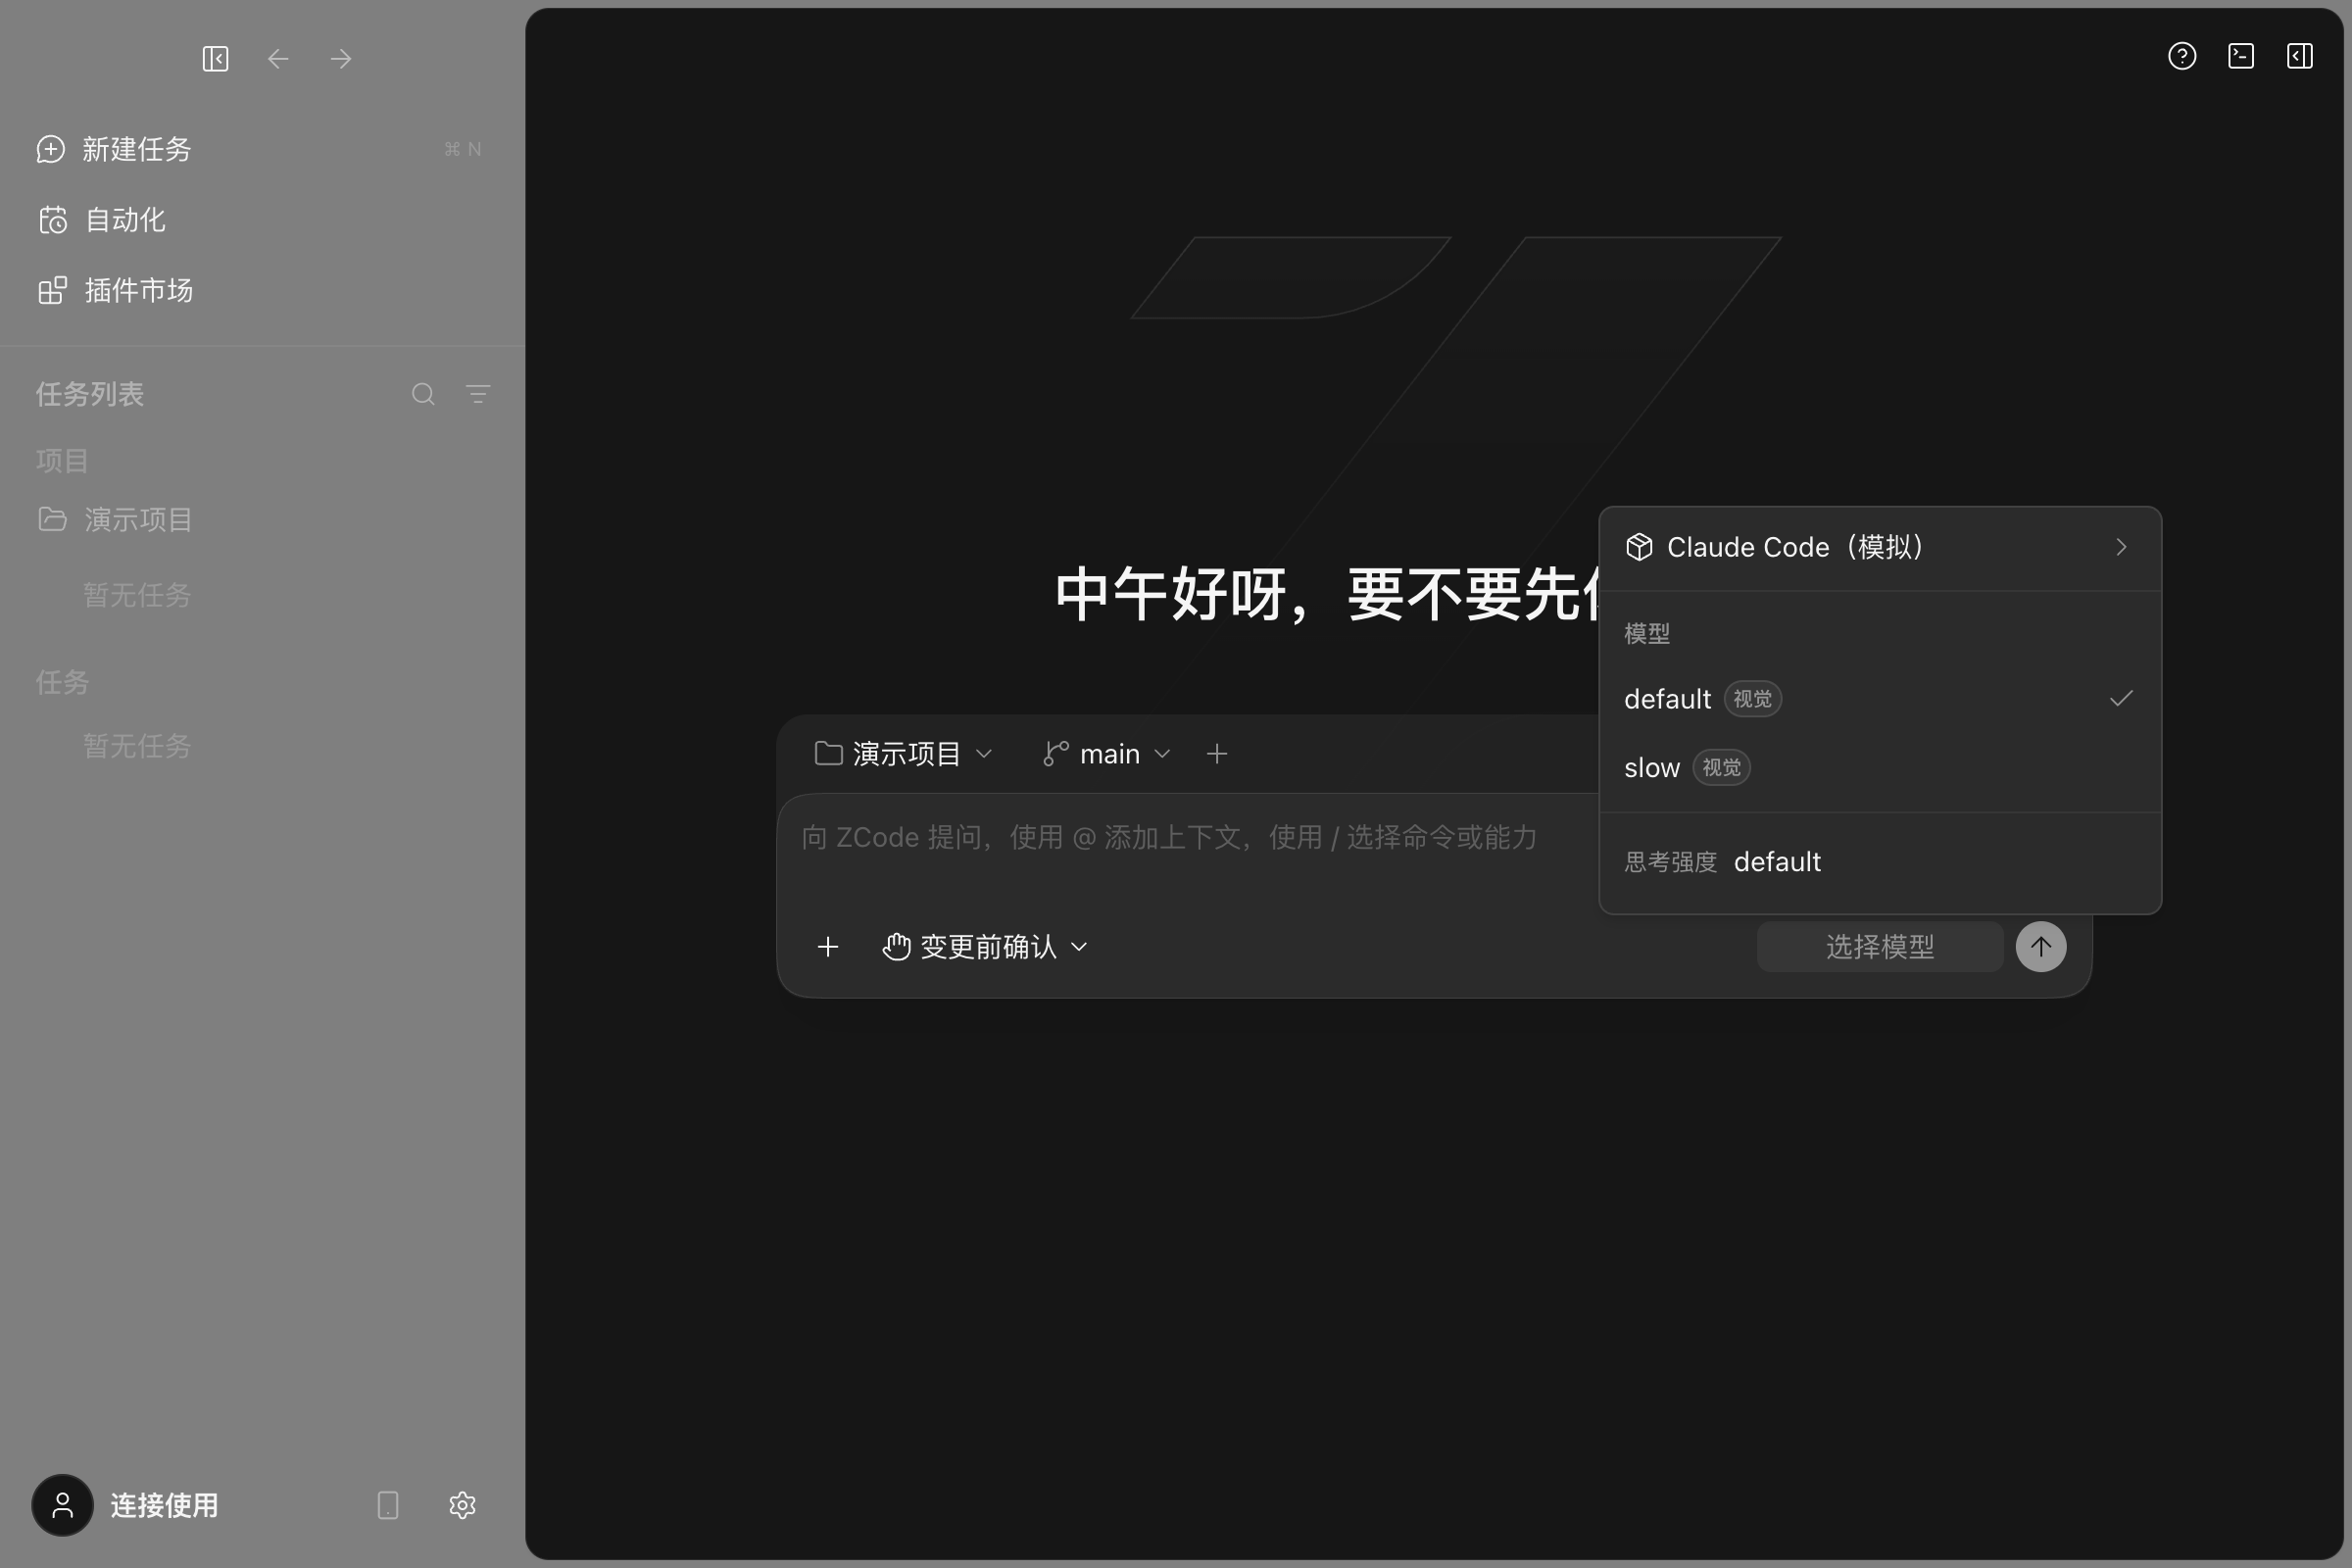 新建任务
⌘ N
自动化
插件市场
任务列表
项目
演示项目
暂无任务
任务
暂无任务
连接使用
中午好呀，要不要先
演示项目
main
向 ZCode 提问，使用 @ 添加上下文，使用 / 选择命令或能力
变更前确认
选择模型
Claude Code（模拟）
模型
default 视觉
slow 视觉
思考强度 default